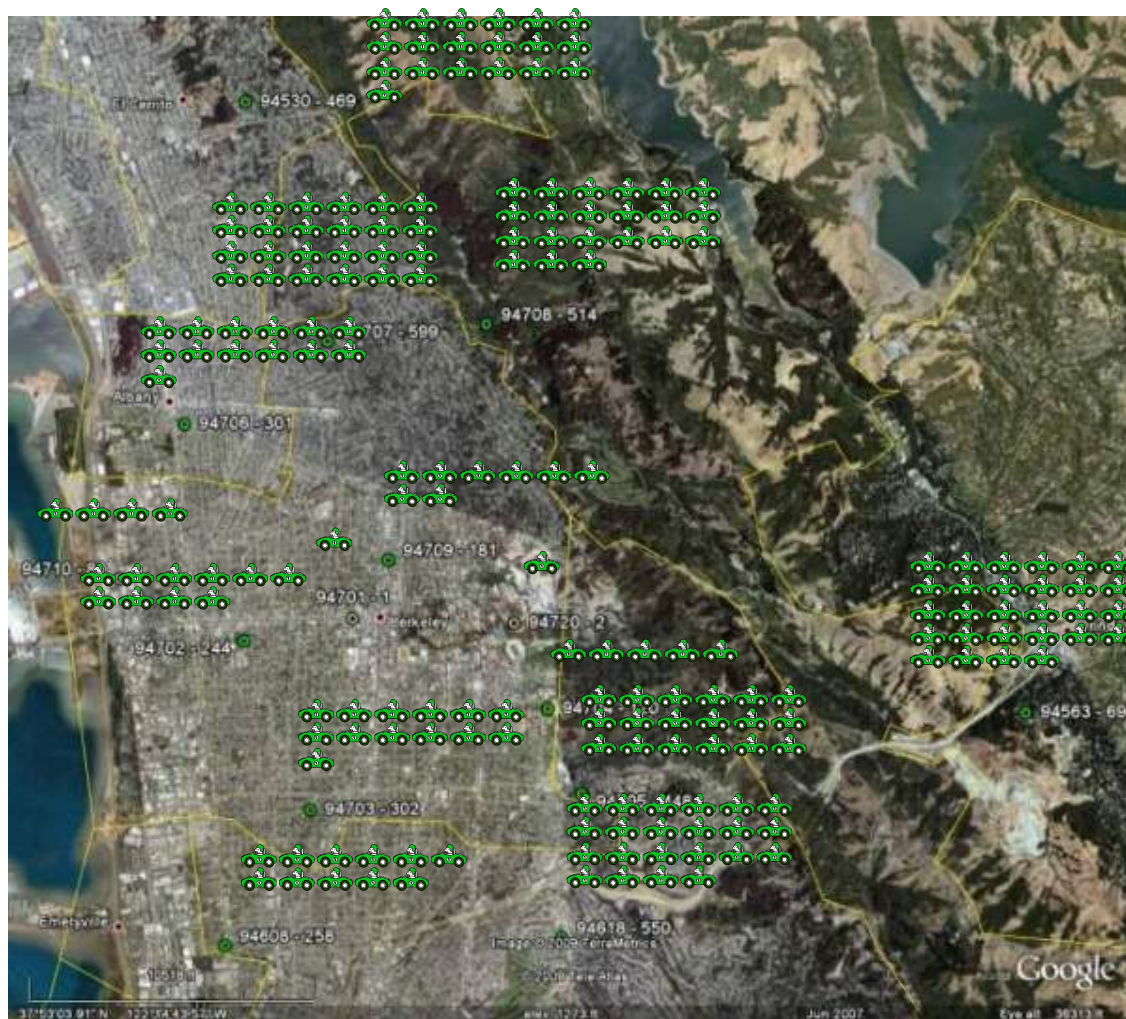 El Cerrito
94530 - 469
94708 - 514
707 - 599
Albany
94706 - 301
94709 - 181
94710 -
94701 - 1
Berkeley
94720 - 2
94702 - 244
94563 - 69
94703 - 302
Emeryville
94608 - 258
94618 - 550
Image © 2009 TerraMetrics
Google
Jun 2007